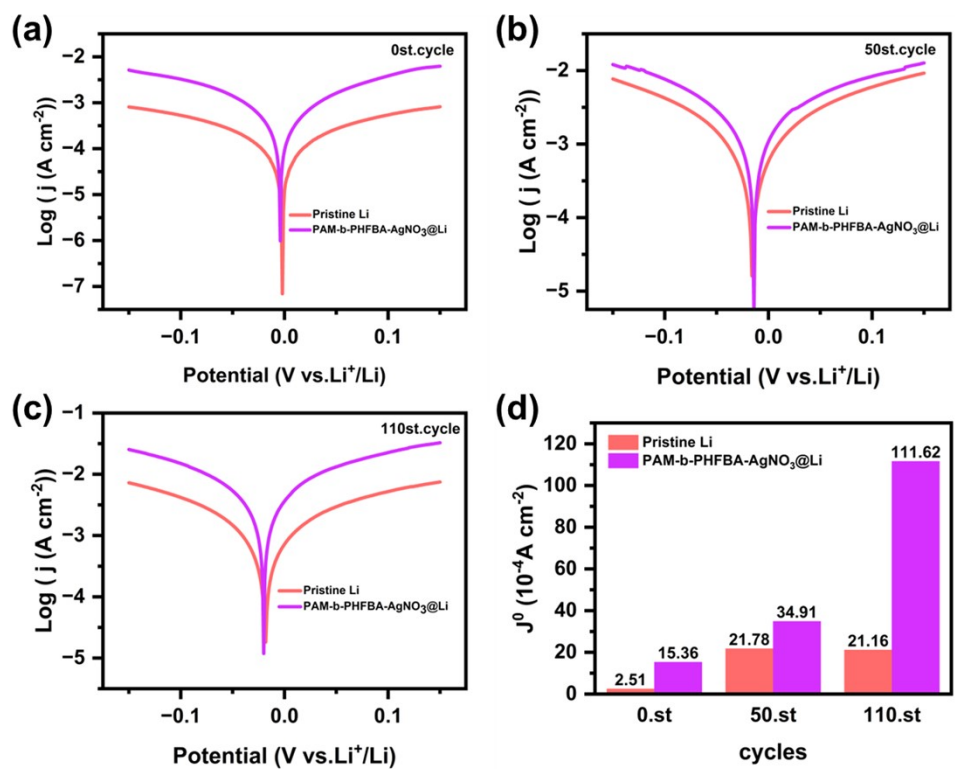 (a)
0st.cycle
−2
−3
−4
−5
−6
−7
Log ( j (A cm⁻²))
Pristine Li
PAM-b-PHFBA-AgNO₃@Li
−0.1
0.0
0.1
Potential (V vs.Li⁺/Li)
(b)
50st.cycle
−2
−3
−4
−5
Log ( j (A cm⁻²))
Pristine Li
PAM-b-PHFBA-AgNO₃@Li
−0.1
0.0
0.1
Potential (V vs.Li⁺/Li)
(c)
110st.cycle
−1
−2
−3
−4
−5
Log ( j (A cm⁻²))
Pristine Li
PAM-b-PHFBA-AgNO₃@Li
−0.1
0.0
0.1
Potential (V vs.Li⁺/Li)
(d)
Pristine Li
PAM-b-PHFBA-AgNO₃@Li
120
100
80
60
40
20
0
J⁰ (10⁻⁴A cm⁻²)
2.51
15.36
21.78
34.91
21.16
111.62
0.st
50.st
110.st
cycles